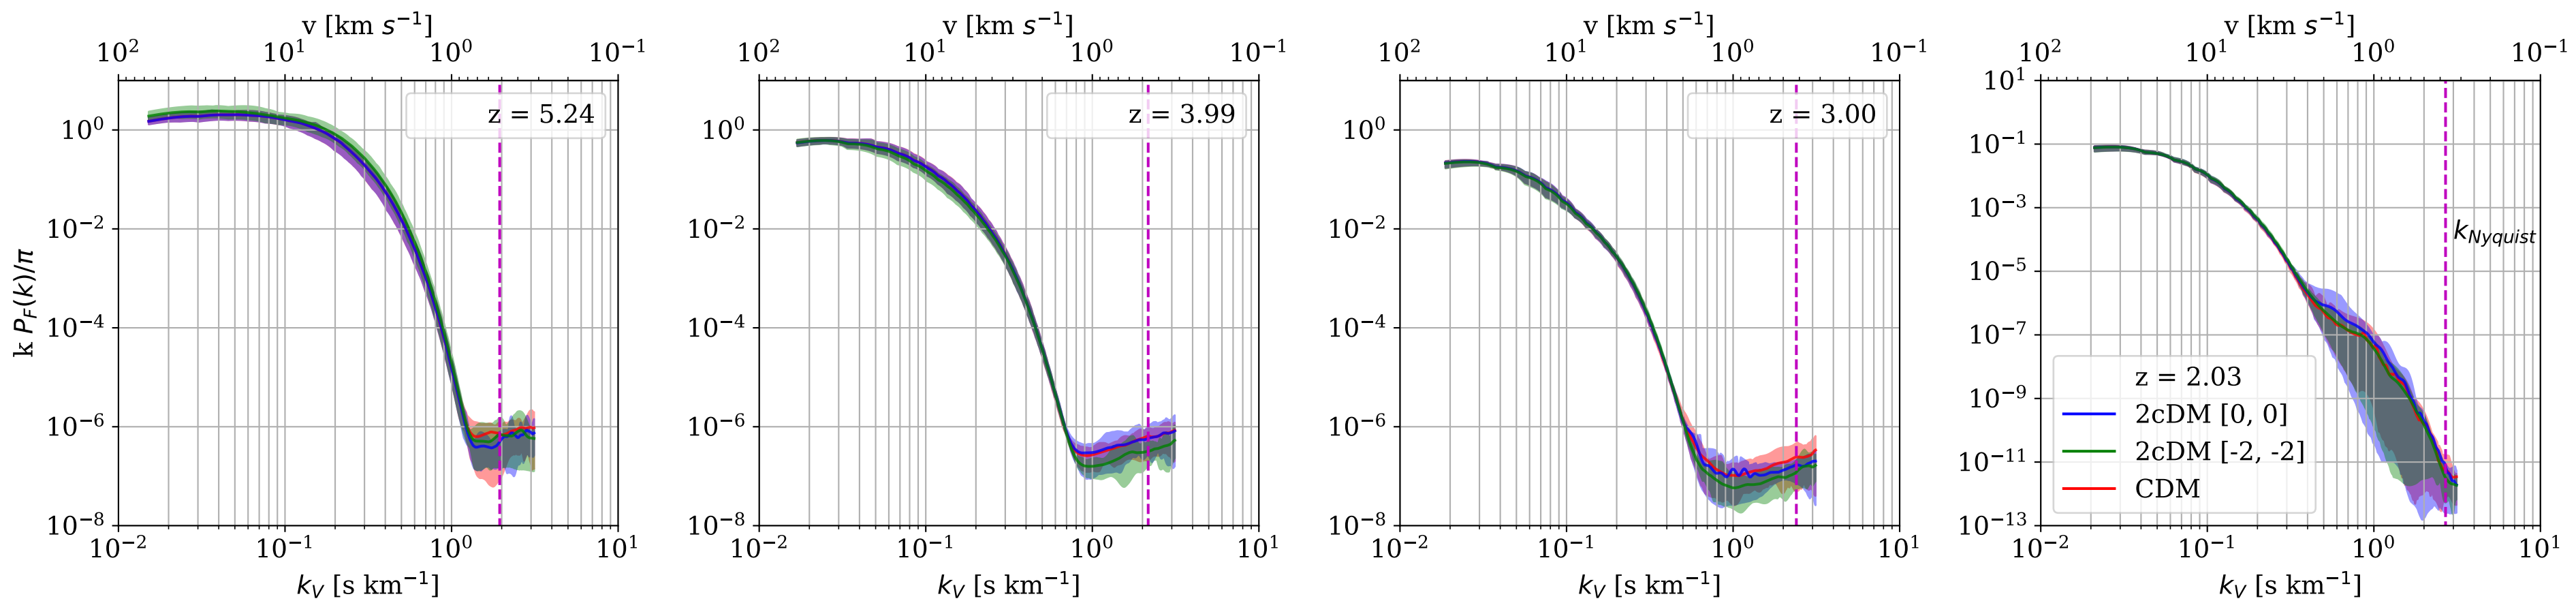 v [km s⁻¹] v [km s⁻¹] v [km s⁻¹] v [km s⁻¹]
10² 10¹ 10⁰ 10⁻¹ 10² 10¹ 10⁰ 10⁻¹ 10² 10¹ 10⁰ 10⁻¹ 10² 10¹ 10⁰ 10⁻¹
k P_F(k)/π
10⁰
10⁻²
10⁻⁴
10⁻⁶
10⁻⁸
z = 5.24
10⁻² 10⁻¹ 10⁰ 10¹
k_V [s km⁻¹]
10⁰
10⁻²
10⁻⁴
10⁻⁶
10⁻⁸
z = 3.99
10⁻² 10⁻¹ 10⁰ 10¹
k_V [s km⁻¹]
10⁰
10⁻²
10⁻⁴
10⁻⁶
10⁻⁸
z = 3.00
10⁻² 10⁻¹ 10⁰ 10¹
k_V [s km⁻¹]
10¹
10⁻¹
10⁻³
10⁻⁵
10⁻⁷
10⁻⁹
10⁻¹¹
10⁻¹³
k_Nyquist
z = 2.03
2cDM [0, 0]
2cDM [-2, -2]
CDM
10⁻² 10⁻¹ 10⁰ 10¹
k_V [s km⁻¹]